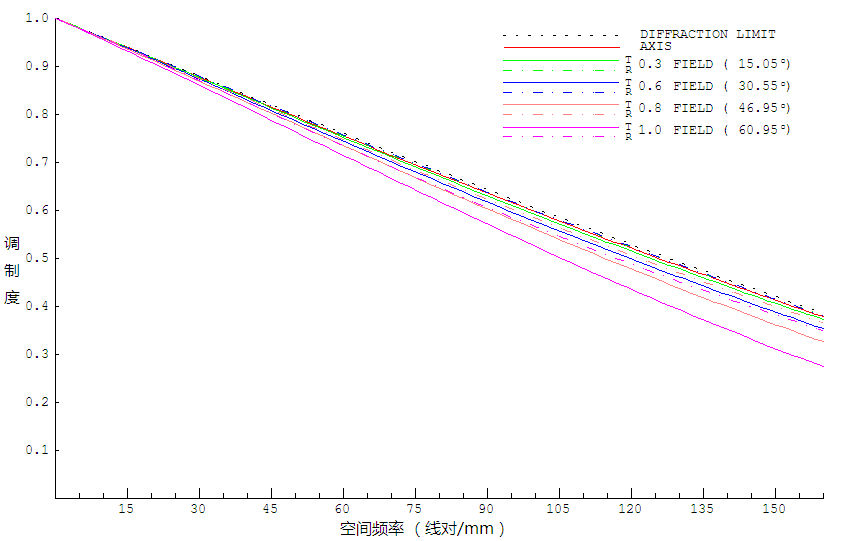 1.0
0.9
0.8
0.7
0.6
0.5
0.4
0.3
0.2
0.1
调
制
度
DIFFRACTION LIMIT
AXIS
T
R 0.3 FIELD ( 15.05°)
T
R 0.6 FIELD ( 30.55°)
T
R 0.8 FIELD ( 46.95°)
T
R 1.0 FIELD ( 60.95°)
15 30 45 60 75 90 105 120 135 150
空间频率 ( 线对/mm )